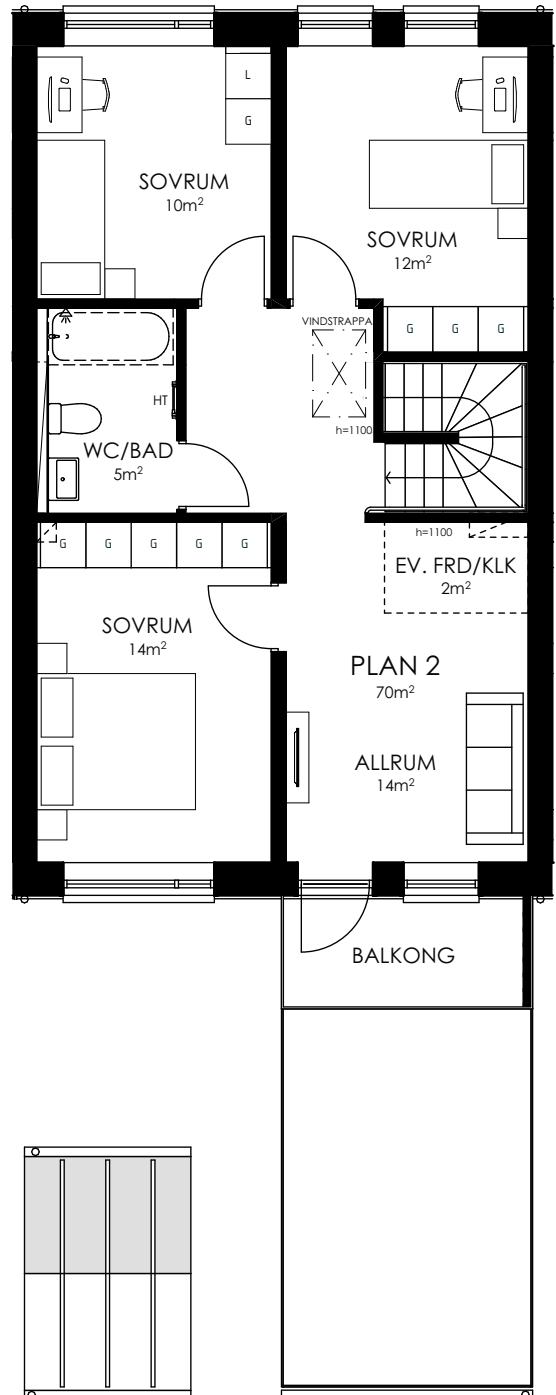 L
G
SOVRUM
10m²
SOVRUM
12m²
G G G
VINDSTRAPPA
h=1100
HT
WC/BAD
5m²
h=1100
G G G G G
EV. FRD/KLK
2m²
SOVRUM
14m²
PLAN 2
70m²
ALLRUM
14m²
BALKONG